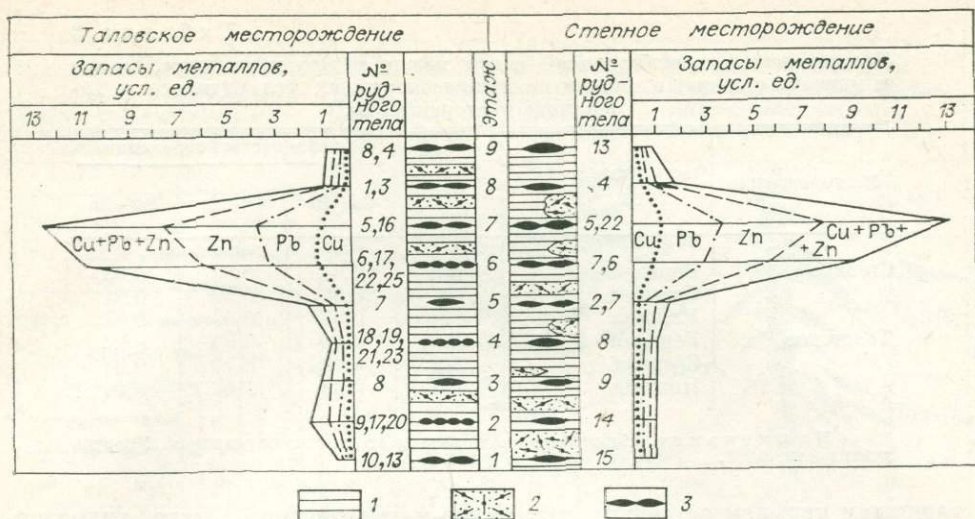 Таловское месторождение Степное месторождение
Запасы металлов, усл. ед. № рудного тела Этаж № рудного тела Запасы металлов, усл. ед.
13 11 9 7 5 3 1 1 3 5 7 9 11 13
8,4 9 13
1,3 8 4
5,16 7 5,22
Cu+Pb+Zn Zn Pb Cu Cu Pb Zn Cu+Pb+
+Zn
6,17, 6 7,6
22,25
7 5 2,7
18,19, 4 8
21,23
8 3 9
9,17,20 2 14
10,13 1 15
1 2 3